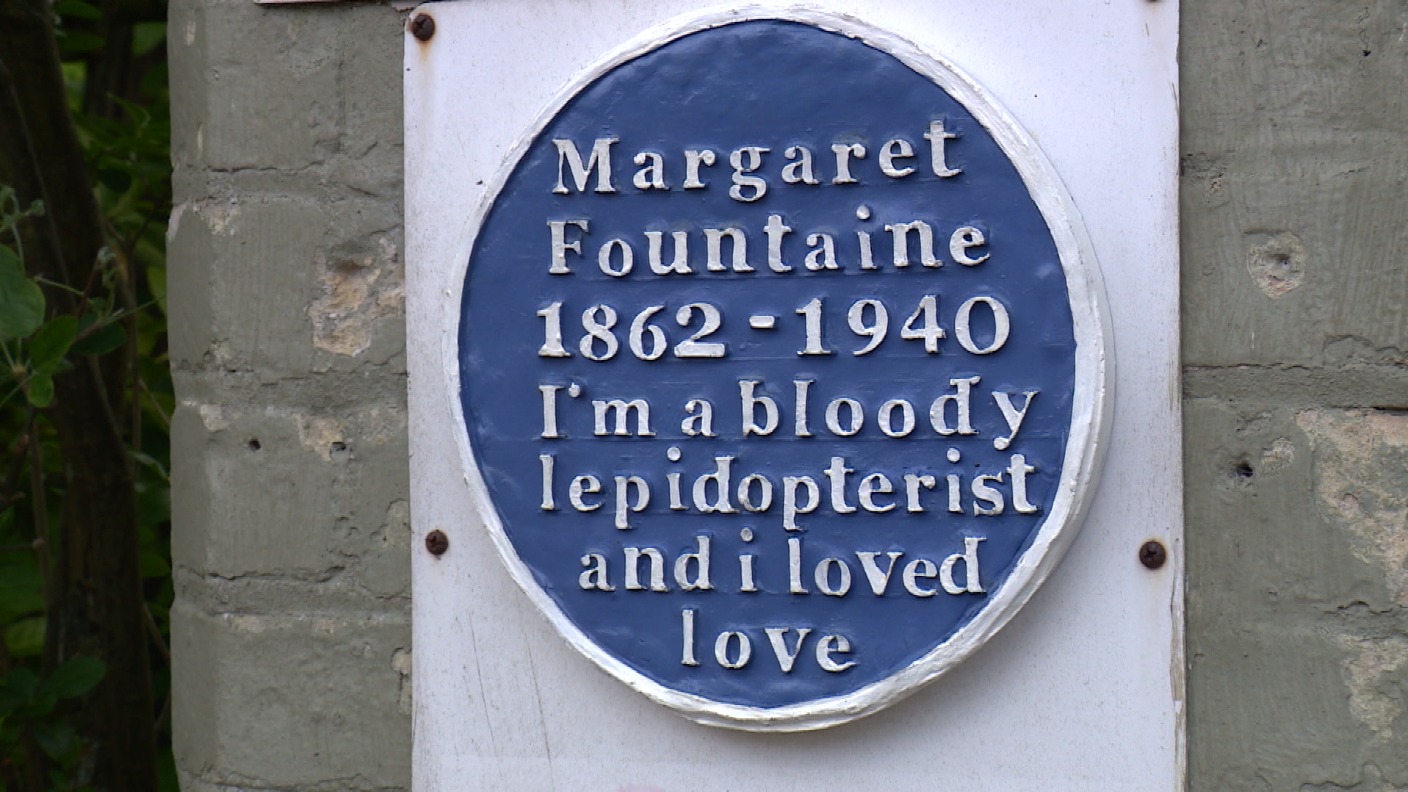 Margaret
Fountaine
1862-1940
I'm a bloody
lepidopterist
and i loved
love